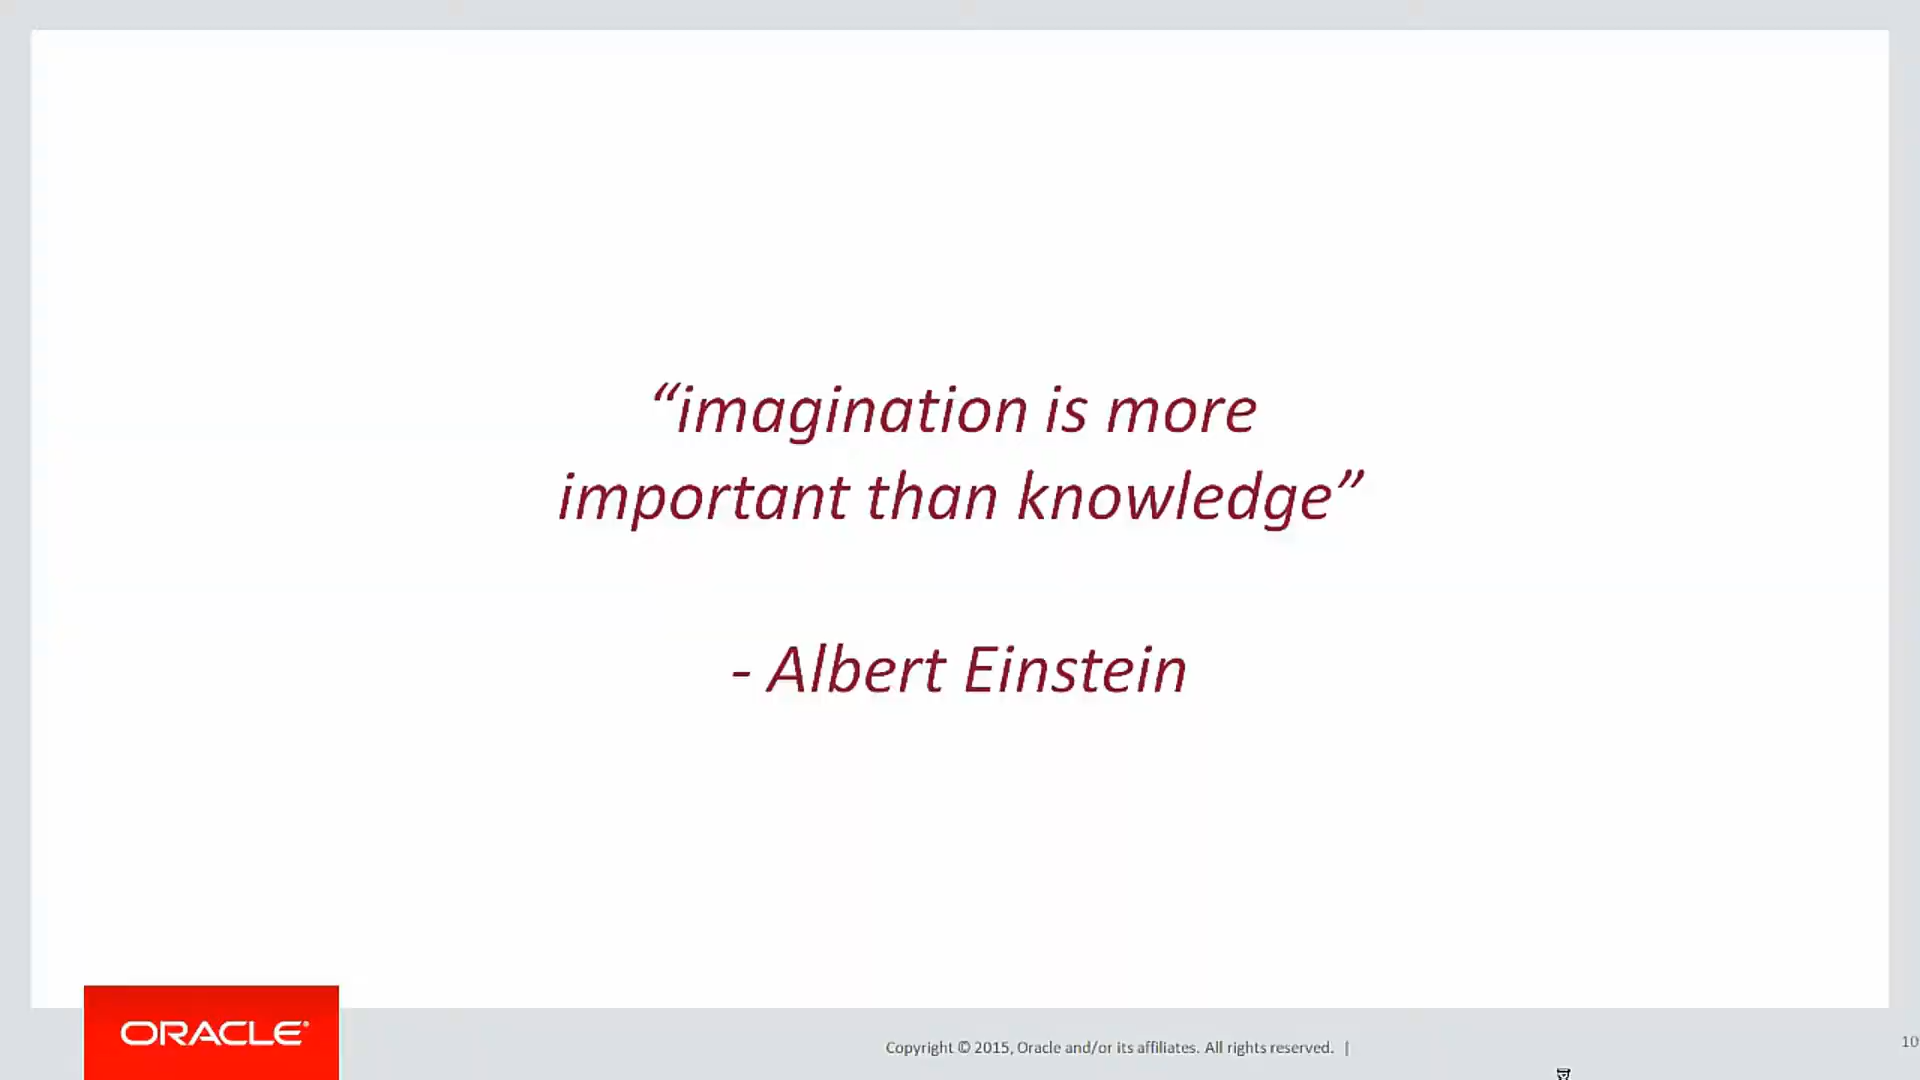 “imagination is more
important than knowledge”
- Albert Einstein
ORACLE®
Copyright © 2015, Oracle and/or its affiliates. All rights reserved. |
10